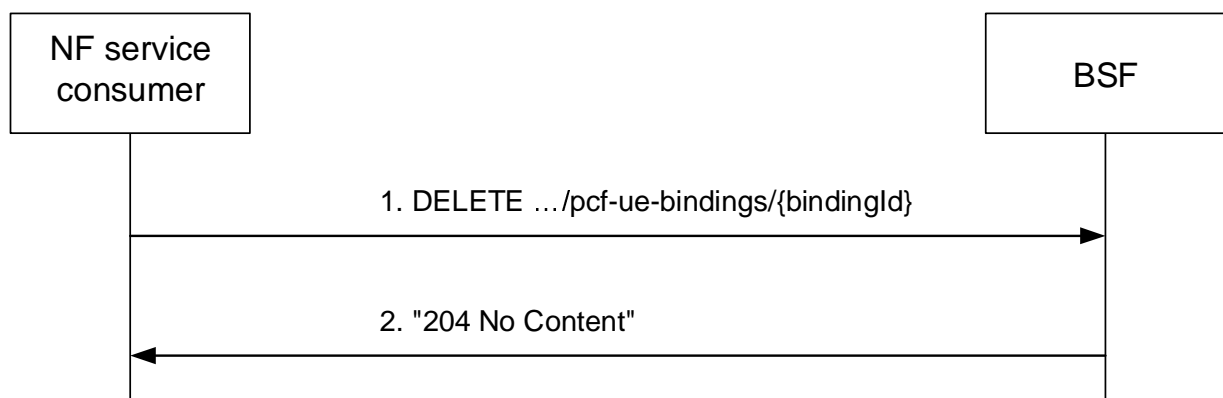 NF service
consumer
BSF
1. DELETE …/pcf-ue-bindings/{bindingId}
2. "204 No Content"